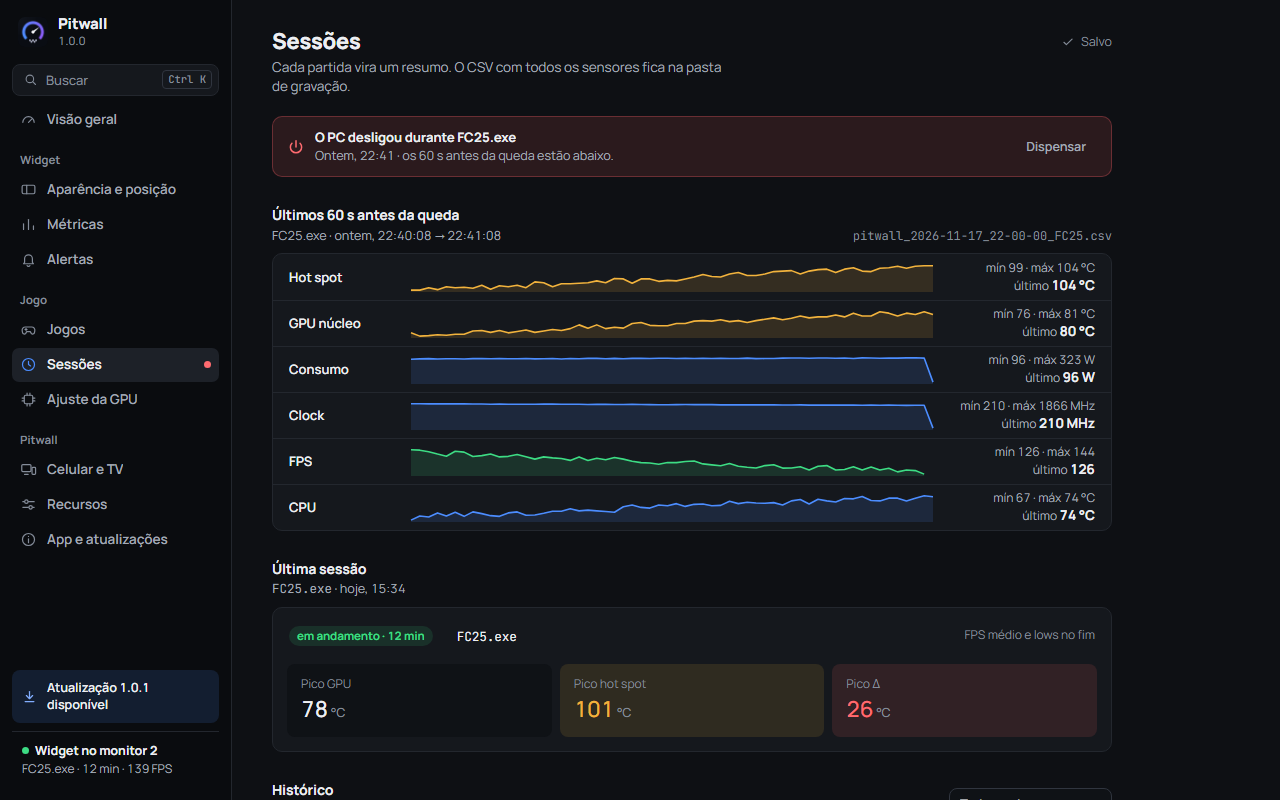 Pitwall
1.0.0
Buscar
Ctrl K
Visão geral
Widget
Aparência e posição
Métricas
Alertas
Jogo
Jogos
Sessões
Ajuste da GPU
Pitwall
Celular e TV
Recursos
App e atualizações
Atualização 1.0.1
disponível
Widget no monitor 2
FC25.exe · 12 min · 139 FPS
Sessões
Salvo
Cada partida vira um resumo. O CSV com todos os sensores fica na pasta
de gravação.
O PC desligou durante FC25.exe
Ontem, 22:41 · os 60 s antes da queda estão abaixo.
Dispensar
Últimos 60 s antes da queda
FC25.exe · ontem, 22:40:08 → 22:41:08
pitwall_2026-11-17_22-00-00_FC25.csv
Hot spot
mín 99 · máx 104 °C
último 104 °C
GPU núcleo
mín 76 · máx 81 °C
último 80 °C
Consumo
mín 96 · máx 323 W
último 96 W
Clock
mín 210 · máx 1866 MHz
último 210 MHz
FPS
mín 126 · máx 144
último 126
CPU
mín 67 · máx 74 °C
último 74 °C
Última sessão
FC25.exe · hoje, 15:34
em andamento · 12 min
FC25.exe
FPS médio e lows no fim
Pico GPU
78 °C
Pico hot spot
101 °C
Pico Δ
26 °C
Histórico